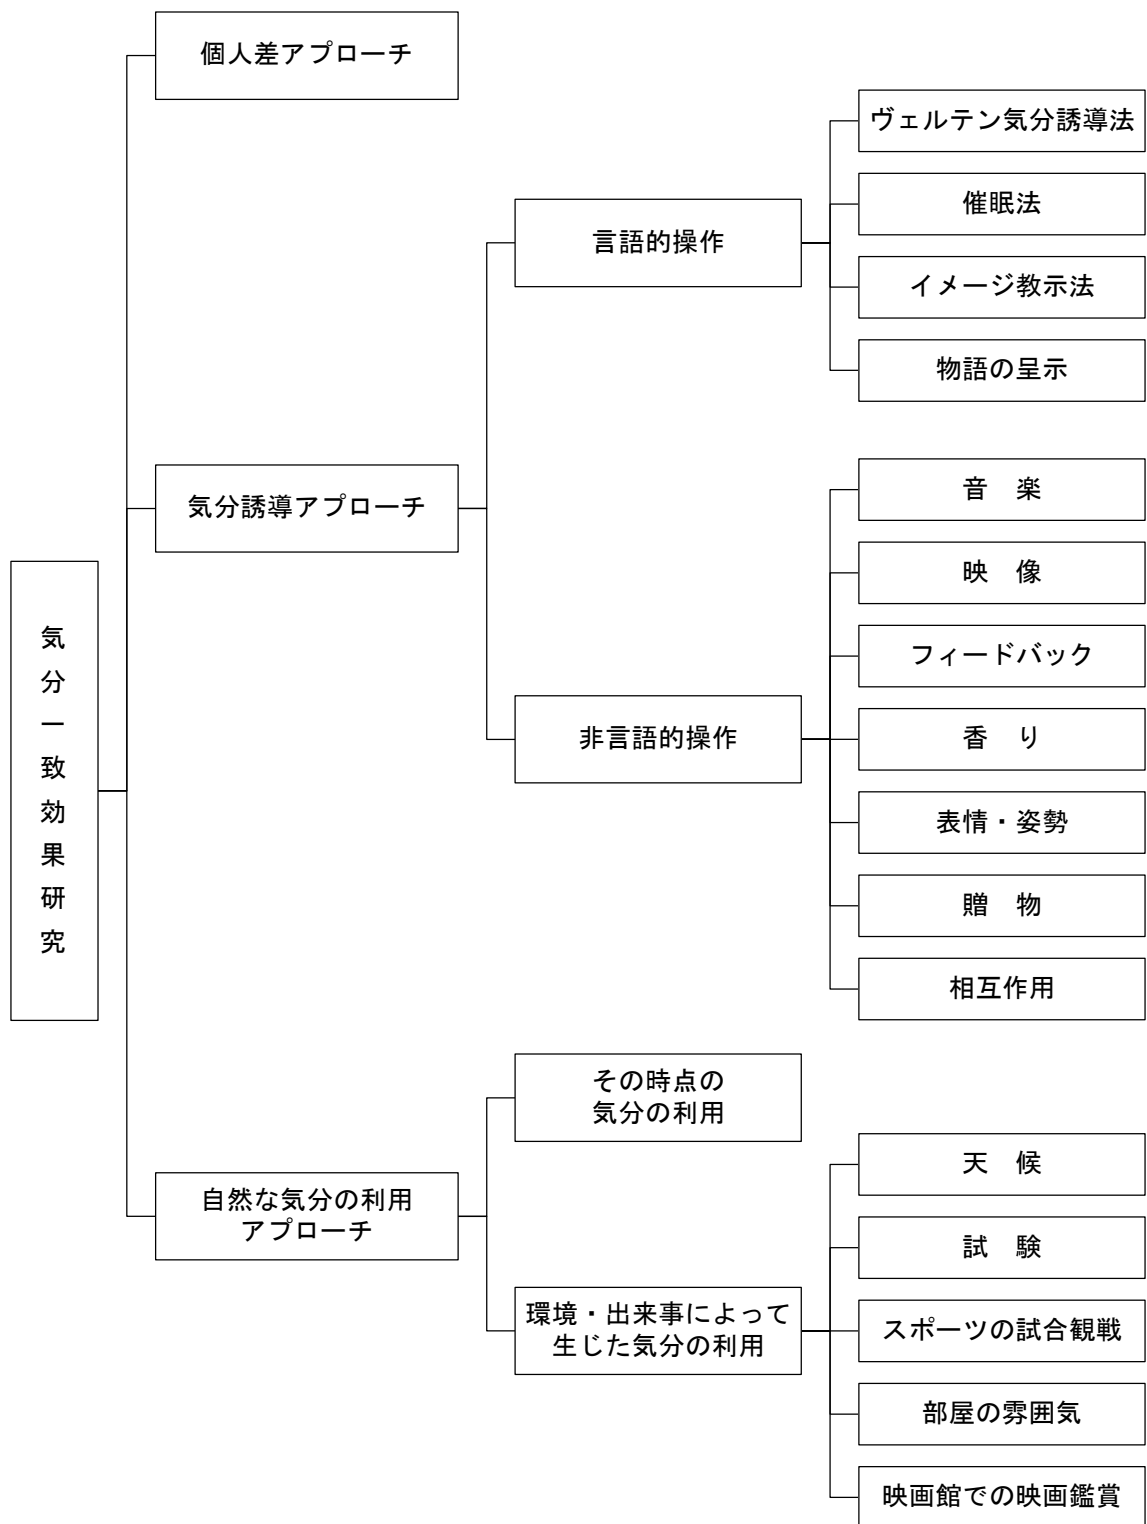 気分一致効果研究
個人差アプローチ
気分誘導アプローチ
言語的操作
ヴェルテン気分誘導法
催眠法
イメージ教示法
物語の呈示
非言語的操作
音　楽
映　像
フィードバック
香　り
表情・姿勢
贈　物
相互作用
自然な気分の利用
アプローチ
その時点の
気分の利用
環境・出来事によって
生じた気分の利用
天　候
試　験
スポーツの試合観戦
部屋の雰囲気
映画館での映画鑑賞